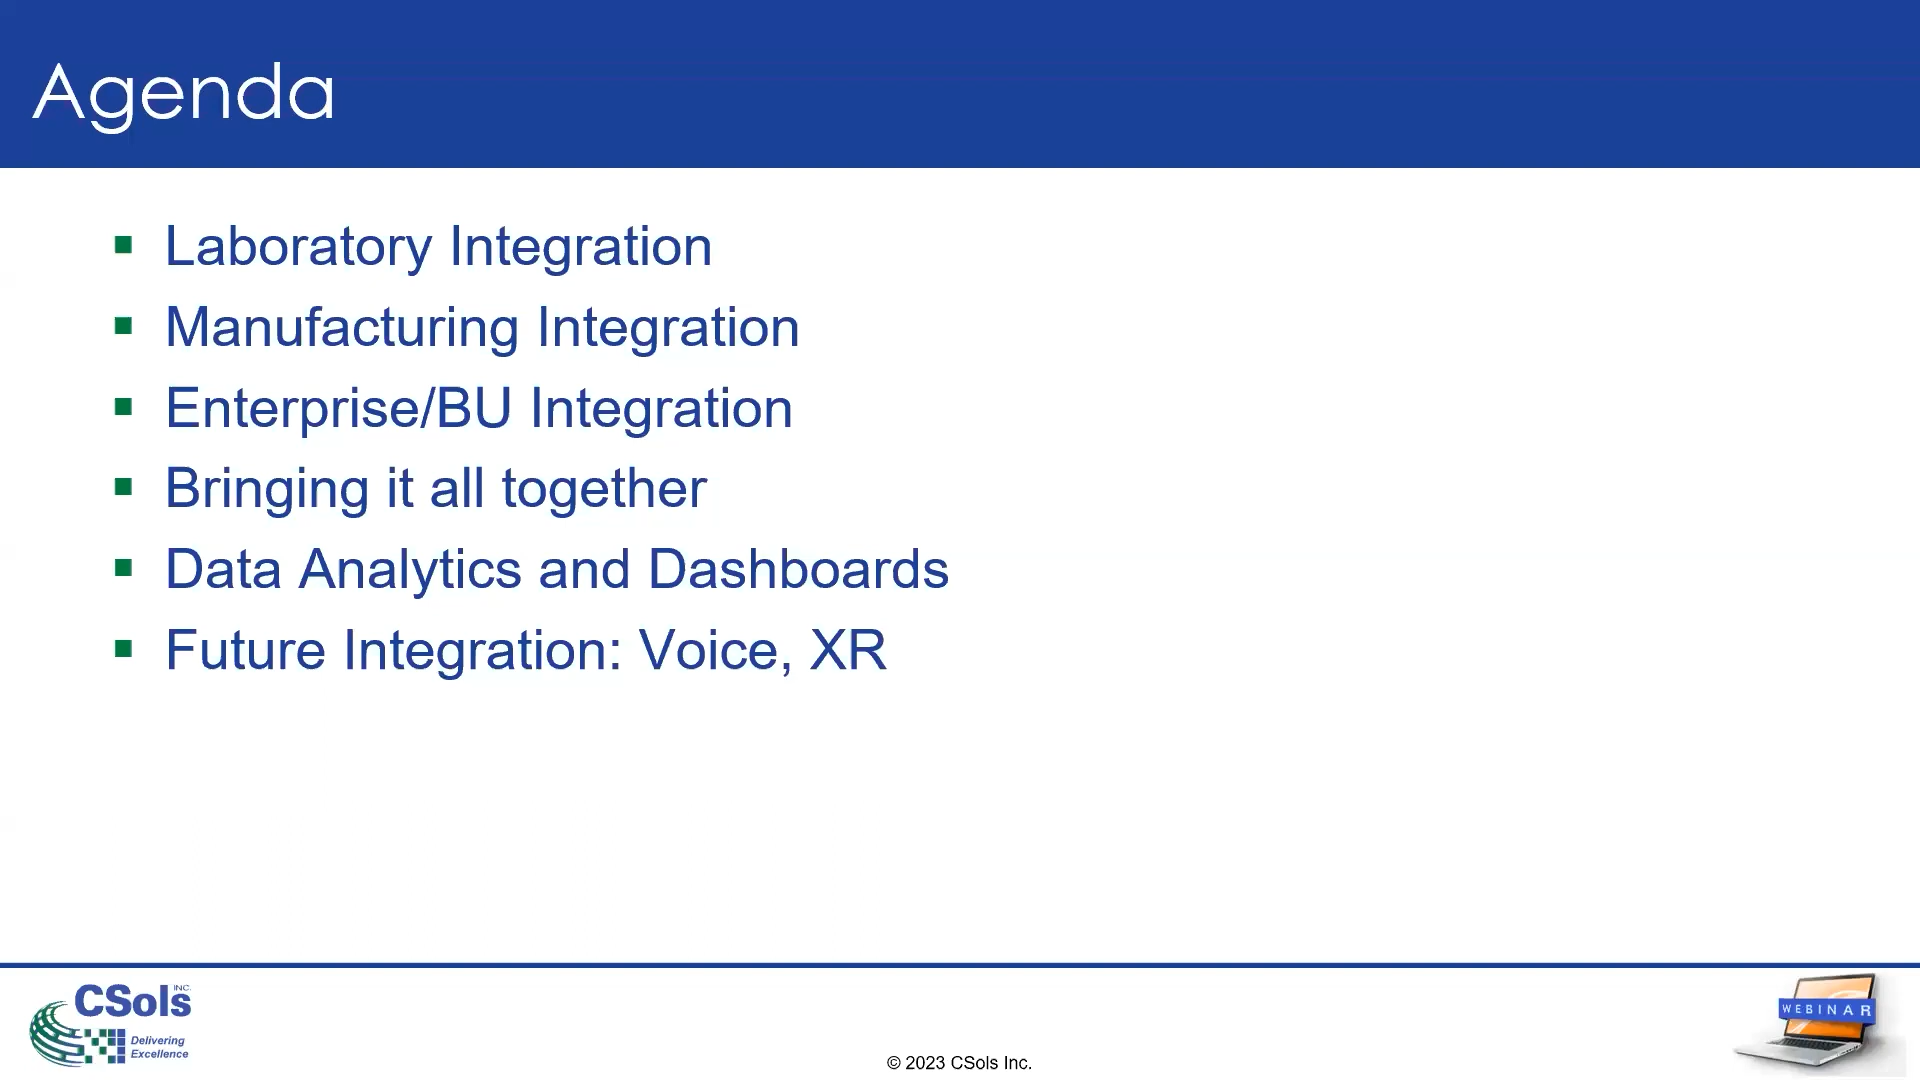 Agenda
▪ Laboratory Integration
▪ Manufacturing Integration
▪ Enterprise/BU Integration
▪ Bringing it all together
▪ Data Analytics and Dashboards
▪ Future Integration: Voice, XR
CSols INC.
Delivering
Excellence
© 2023 CSols Inc.
WEBINAR